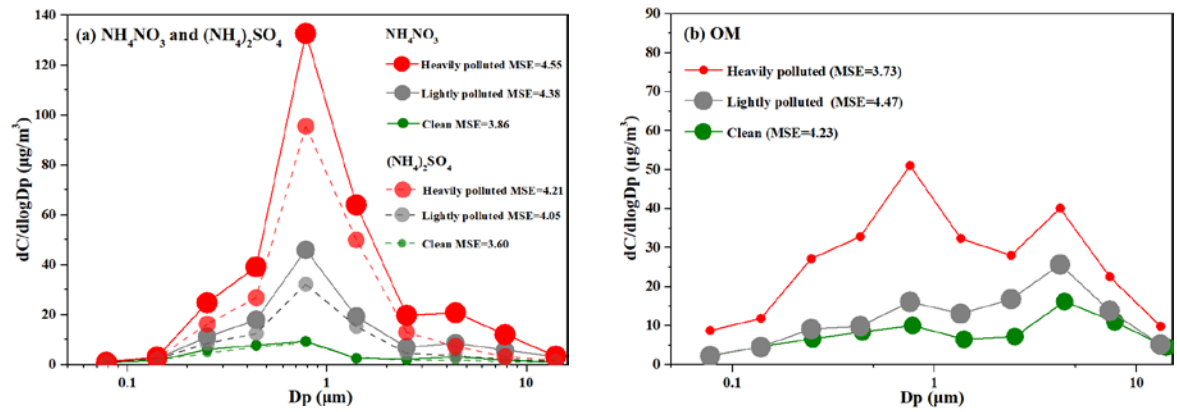 (a) NH₄NO₃ and (NH₄)₂SO₄
NH₄NO₃
Heavily polluted MSE=4.55
Lightly polluted MSE=4.38
Clean MSE=3.86
(NH₄)₂SO₄
Heavily polluted MSE=4.21
Lightly polluted MSE=4.05
Clean MSE=3.60
dC/dlogDp (μg/m³)
140
120
100
80
60
40
20
0
0.1 1 10
Dp (μm)
(b) OM
Heavily polluted (MSE=3.73)
Lightly polluted (MSE=4.47)
Clean (MSE=4.23)
dC/dlogDp (μg/m³)
90
80
70
60
50
40
30
20
10
0
0.1 1 10
Dp (μm)